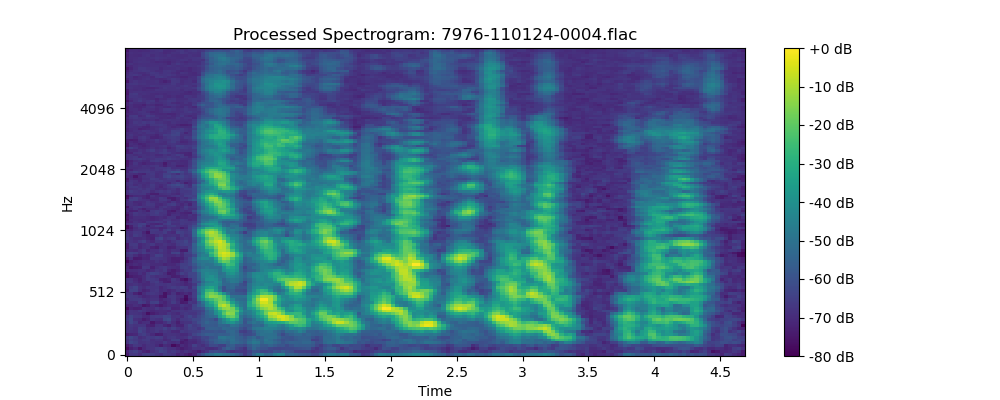 Processed Spectrogram: 7976-110124-0004.flac
Hz
4096
2048
1024
512
0
0 0.5 1 1.5 2 2.5 3 3.5 4 4.5
Time
+0 dB
-10 dB
-20 dB
-30 dB
-40 dB
-50 dB
-60 dB
-70 dB
-80 dB